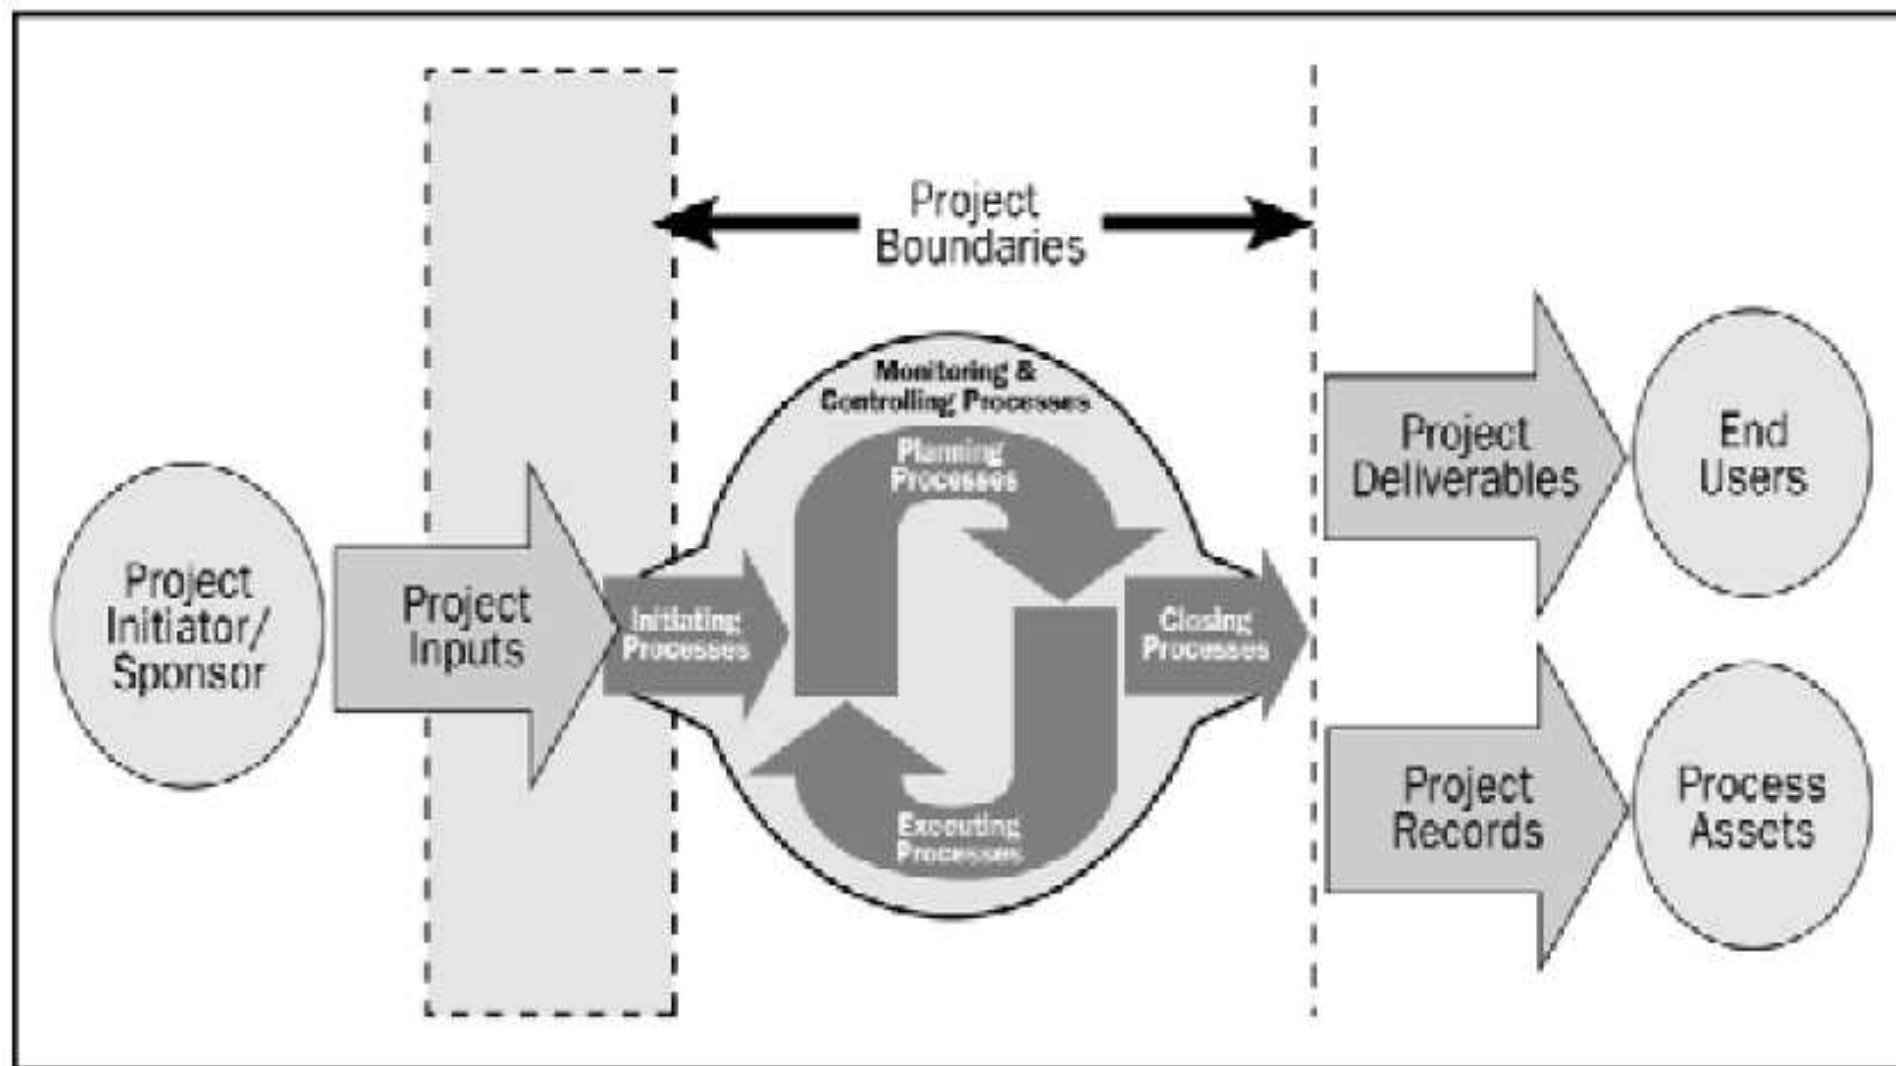 Project
Boundaries
Monitoring &
Controlling Processes
Planning
Processes
Project
Initiator/
Sponsor
Project
Inputs
Initiating
Processes
Closing
Processes
Executing
Processes
Project
Deliverables
End
Users
Project
Records
Process
Assets